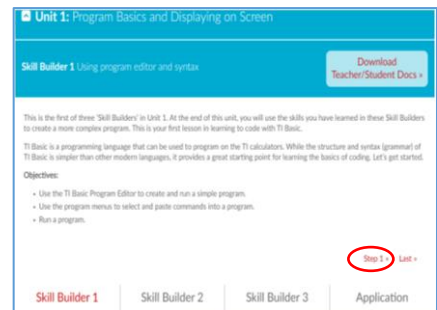 Unit 1: Program Basics and Displaying on Screen
Skill Builder 1 Using program editor and syntax
Download
Teacher/Student Docs »
This is the first of three 'Skill Builders' in Unit 1. At the end of this unit, you will use the skills you have learned in these Skill Builders
to create a more complex program. This is your first lesson in learning to code with TI Basic.
TI Basic is a programming language that can be used to program on the TI calculators. While the structure and syntax (grammar) of
TI Basic is simpler than other modern languages, it provides a great starting point for learning the basics of coding. Let's get started.
Objectives:
• Use the TI Basic Program Editor to create and run a simple program.
• Use the program menus to select and paste commands into a program.
• Run a program.
Step 1 » Last »
Skill Builder 1 Skill Builder 2 Skill Builder 3 Application